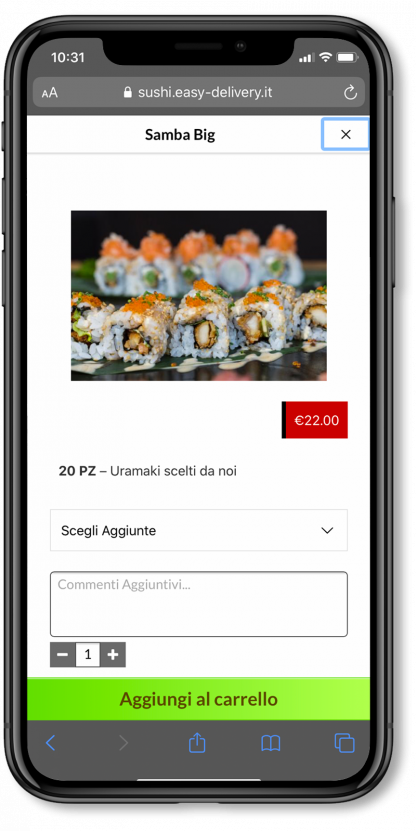 10:31
AA sushi.easy-delivery.it
Samba Big
€22.00
20 PZ – Uramaki scelti da noi
Scegli Aggiunte
Commenti Aggiuntivi...
1
Aggiungi al carrello